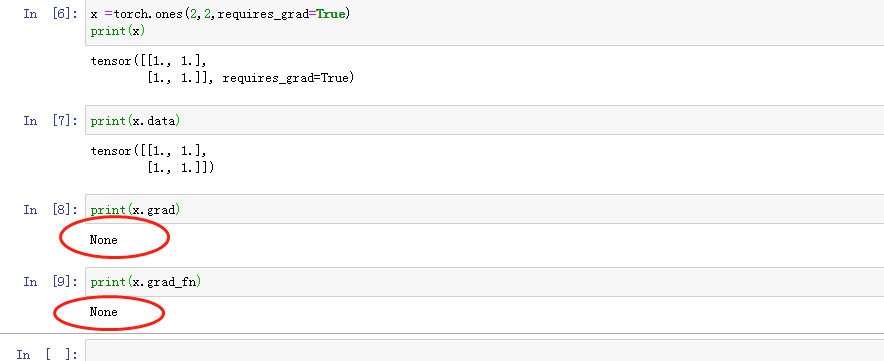 In [6]: x =torch.ones(2,2,requires_grad=True)
print(x)
tensor([[1., 1.],
        [1., 1.]], requires_grad=True)
In [7]: print(x.data)
tensor([[1., 1.],
        [1., 1.]])
In [8]: print(x.grad)
None
In [9]: print(x.grad_fn)
None
In [ ]: